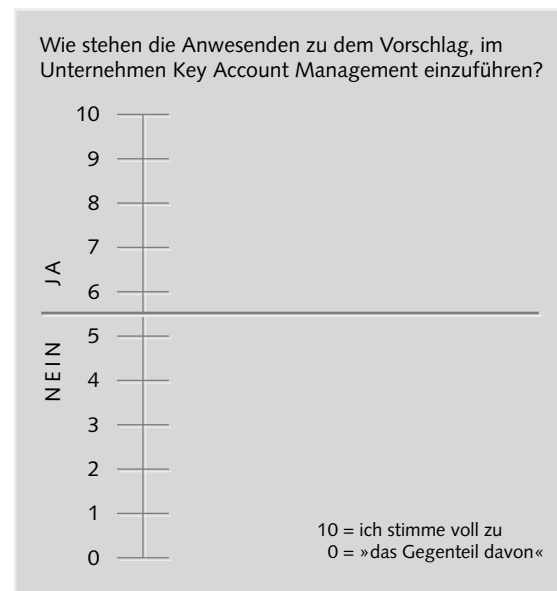 Wie stehen die Anwesenden zu dem Vorschlag, im
Unternehmen Key Account Management einzuführen?
10
9
8
7
JA
6
5
NEIN
4
3
2
1
10 = ich stimme voll zu
0 = »das Gegenteil davon«
0